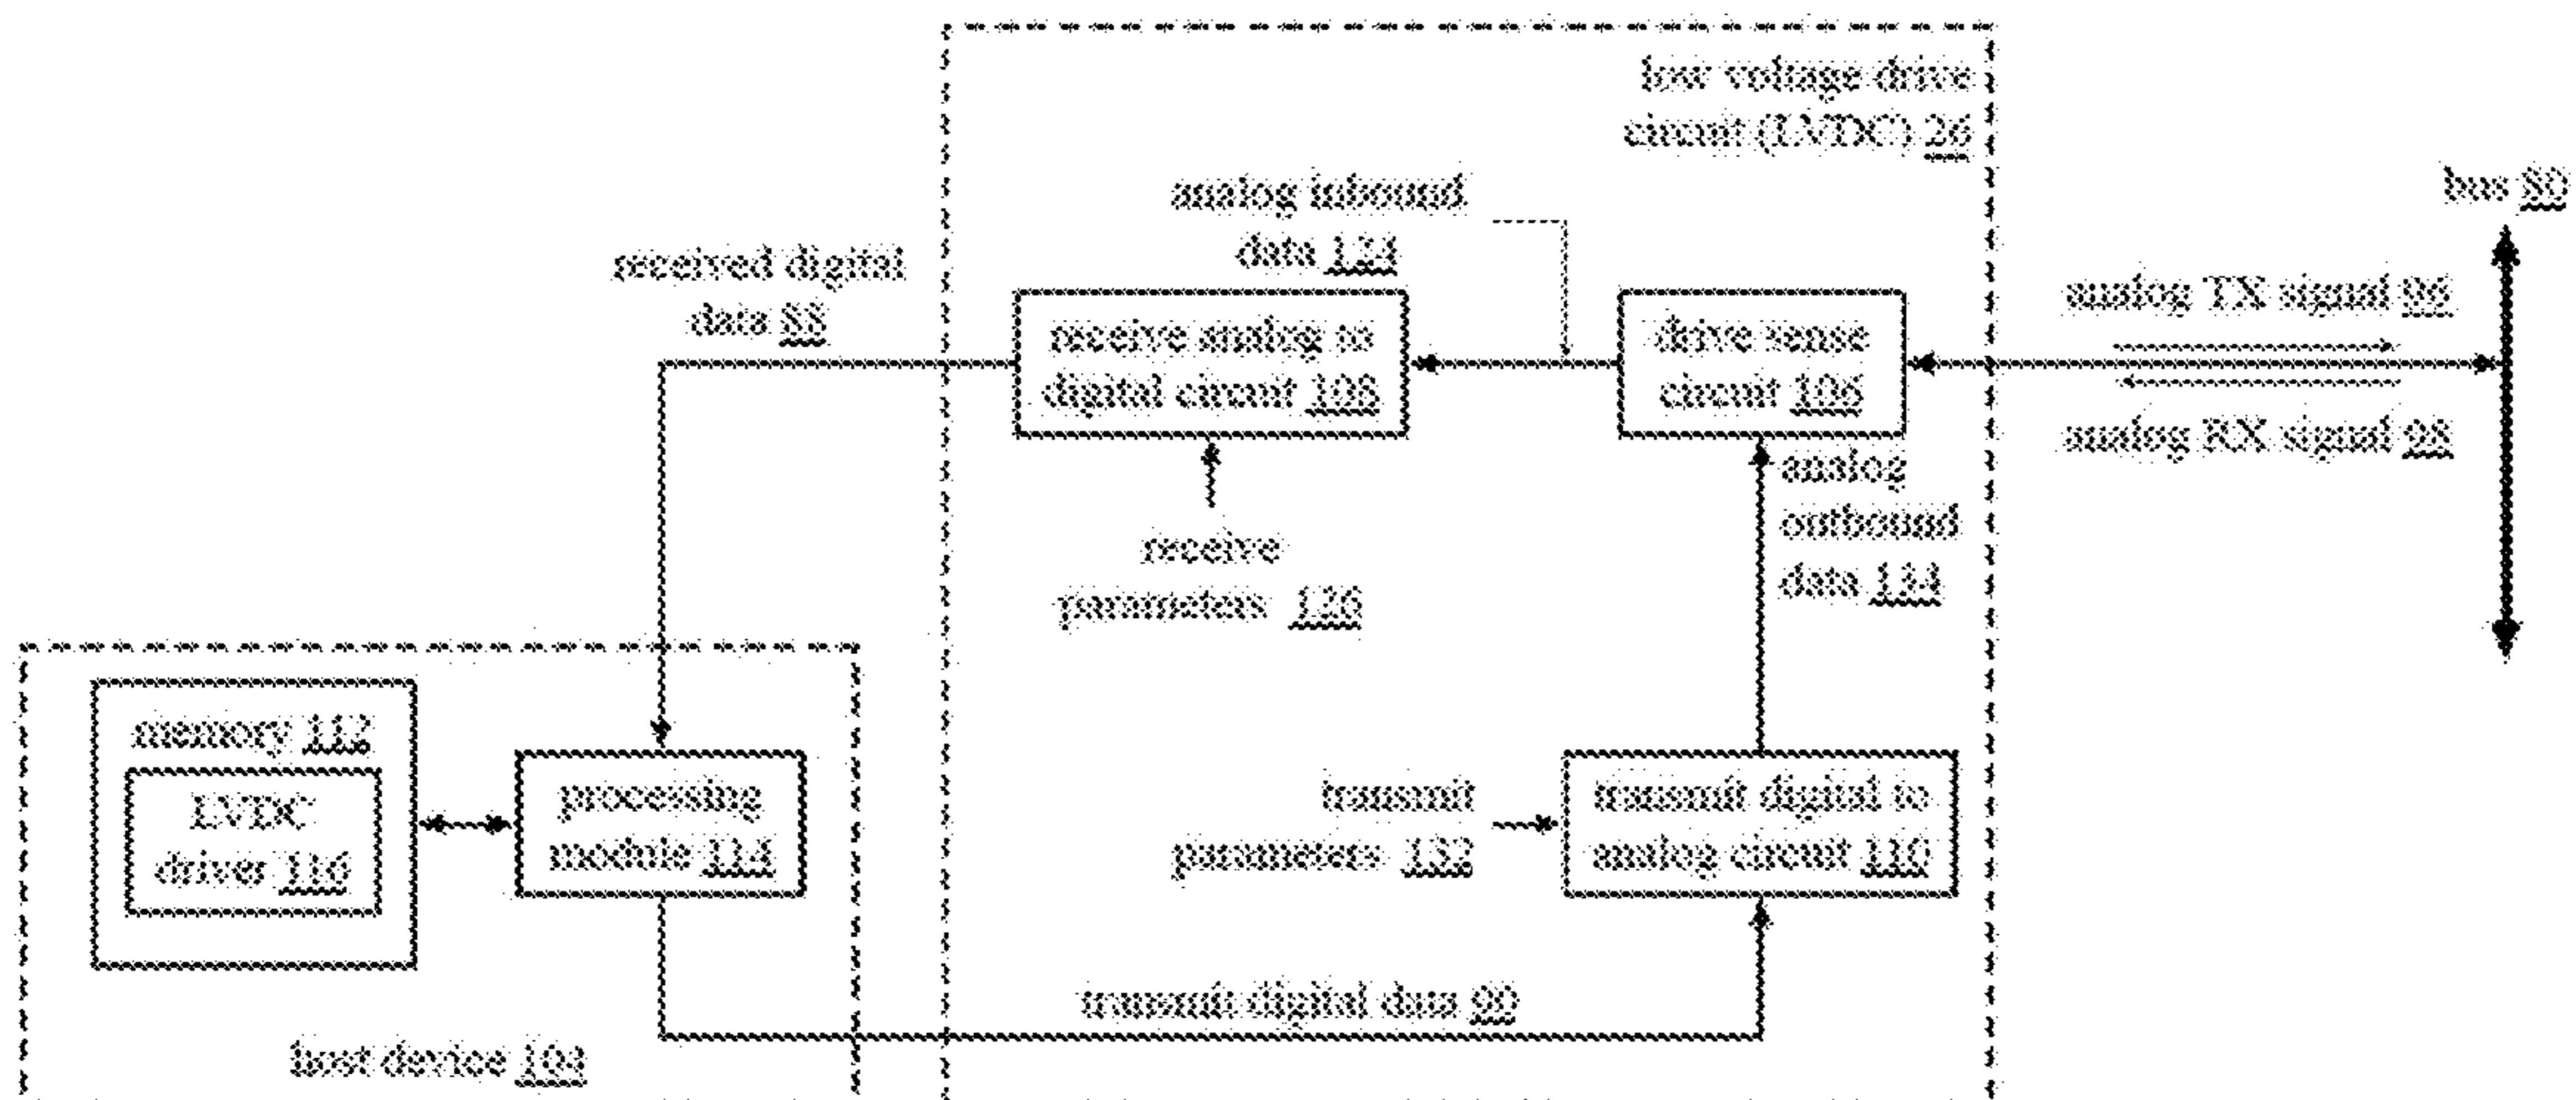 low voltage drive
circuit (LVDC) 26
bus 80
analog inbound
data 124
received digital
data 88
analog TX signal 96
receive analog to
digital circuit 108
drive sense
circuit 106
analog RX signal 98
analog
outbound
data 134
receive
parameters 126
memory 112
LVDC
driver 116
processing
module 114
transmit
parameters 132
transmit digital to
analog circuit 110
transmit digital data 90
host device 104